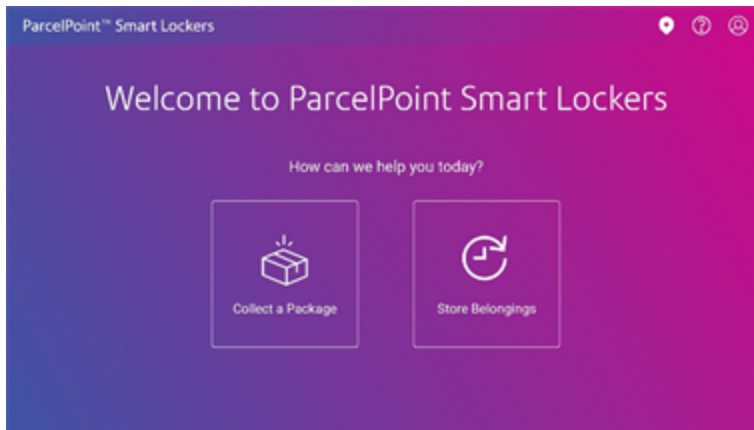 ParcelPoint™ Smart Lockers
Welcome to ParcelPoint Smart Lockers
How can we help you today?
Collect a Package
Store Belongings